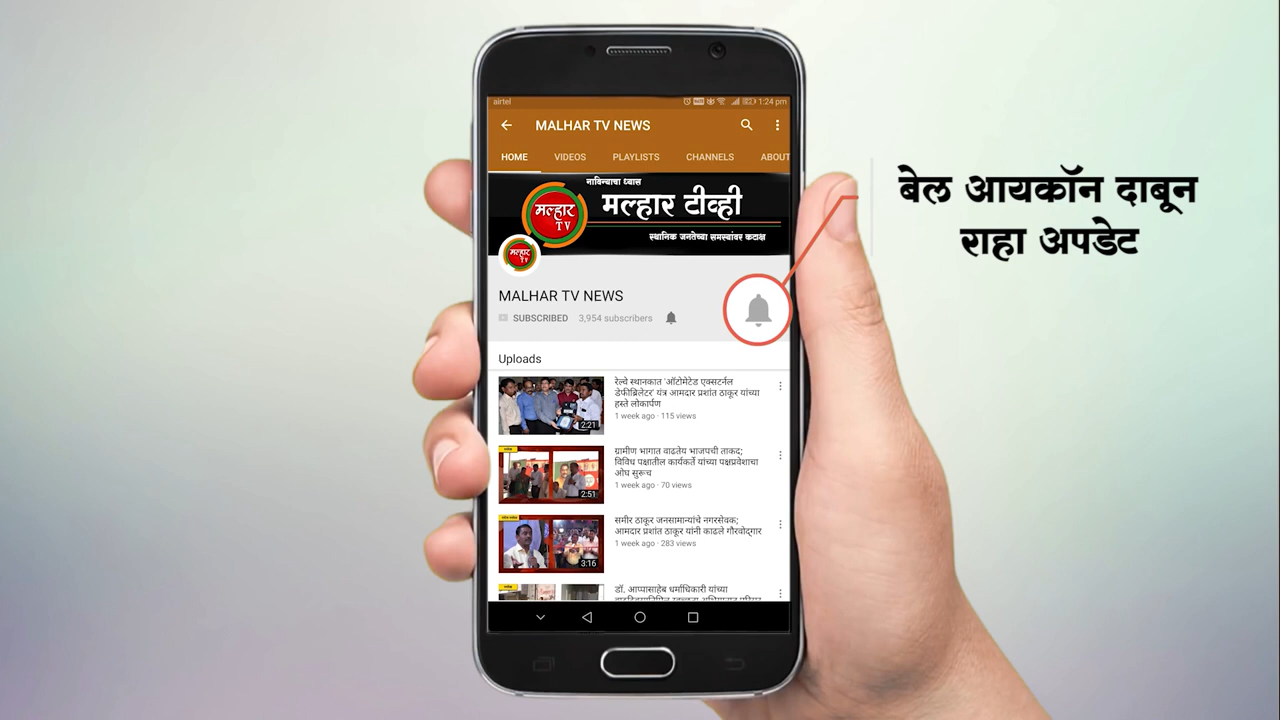 airtel 1:24 pm
MALHAR TV NEWS
HOME VIDEOS PLAYLISTS CHANNELS ABOUT
नाविन्याचा ध्यास
मल्हार टीव्ही
स्थानिक जनतेच्या समस्यांवर कटाक्ष
मल्हार
TV
मल्हार
TV
बेल आयकॉन दाबून
राहा अपडेट
MALHAR TV NEWS
SUBSCRIBED 3,954 subscribers
Uploads
रेल्वे स्थानकात 'ऑटोमेटेड एक्सटर्नल
डेफीब्रिलेटर' यंत्र आमदार प्रशांत ठाकूर यांच्या
हस्ते लोकार्पण
1 week ago · 115 views
2:21
ग्रामीण भागात वाढतेय भाजपची ताकद;
विविध पक्षातील कार्यकर्ते यांच्या पक्षप्रवेशाचा
ओघ सुरूच
1 week ago · 70 views
2:51
समीर ठाकूर जनसामान्यांचे नगरसेवक;
आमदार प्रशांत ठाकूर यांनी काढले गौरवोद्गार
1 week ago · 283 views
3:16
डॉ. आप्पासाहेब धर्माधिकारी यांच्या